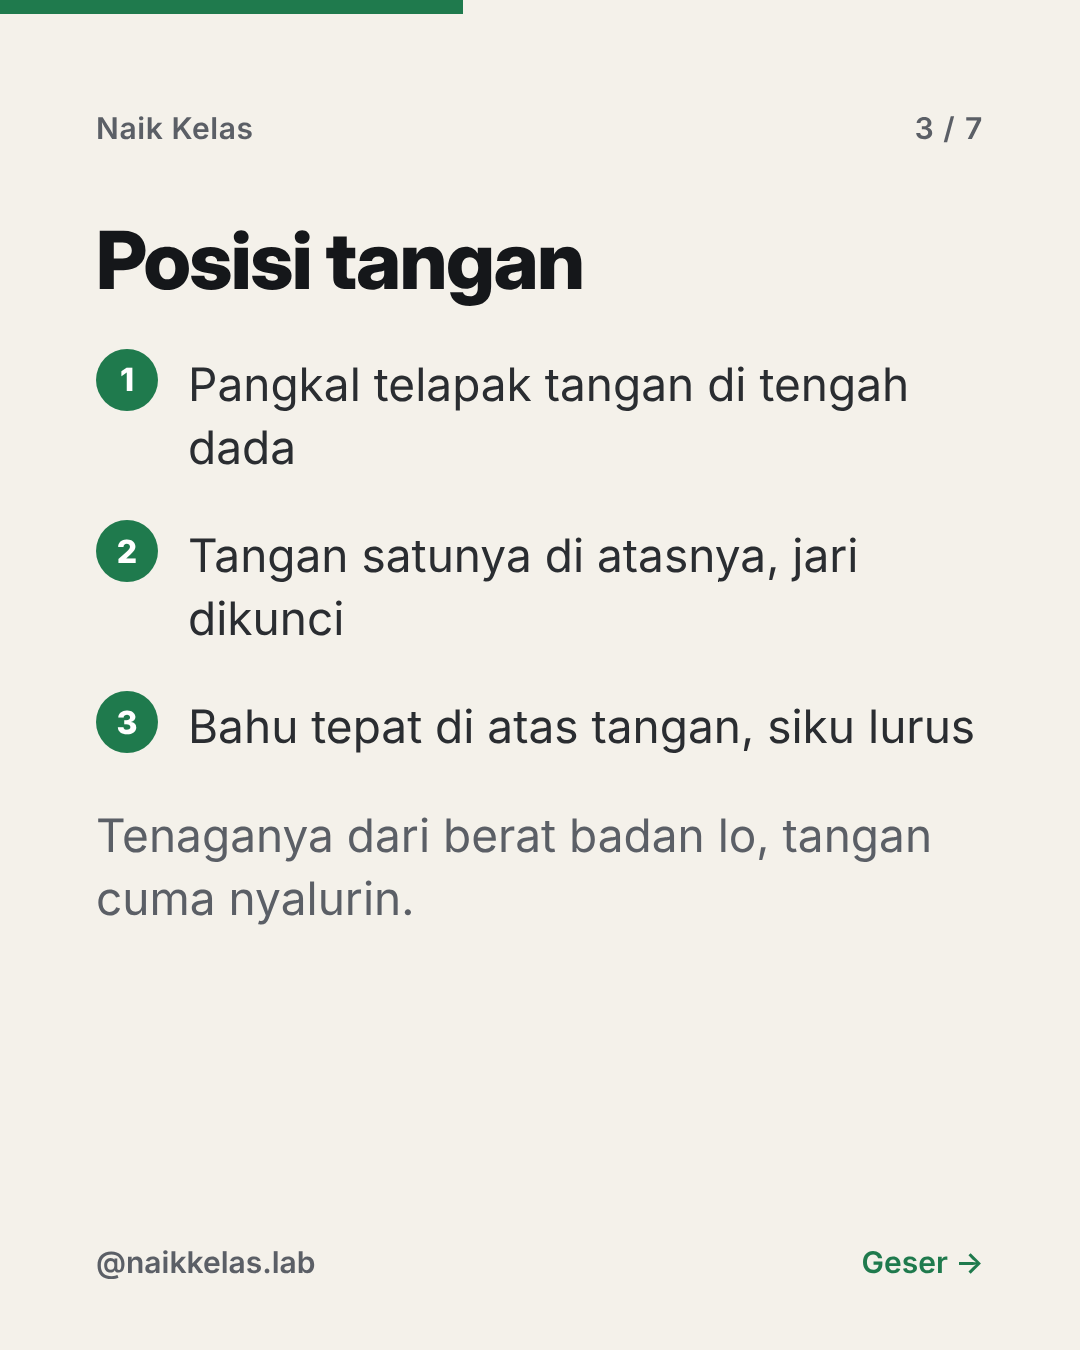 Naik Kelas
3 / 7
Posisi tangan
1 Pangkal telapak tangan di tengah
dada
2 Tangan satunya di atasnya, jari
dikunci
3 Bahu tepat di atas tangan, siku lurus
Tenaganya dari berat badan lo, tangan
cuma nyalurin.
@naikkelas.lab
Geser →